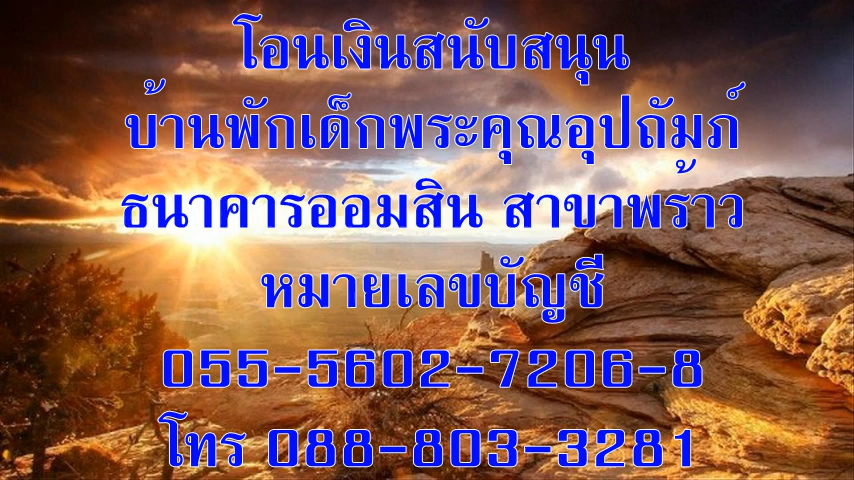 โอนเงินสนับสนุน
บ้านพักเด็กพระคุณอุปถัมภ์
ธนาคารออมสิน สาขาพร้าว
หมายเลขบัญชี
055-5602-7206-8
โทร 088-803-3281